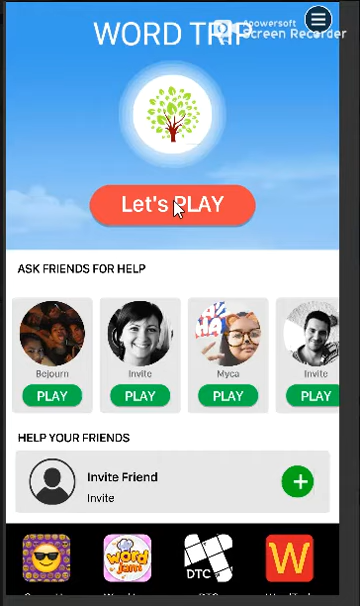 WORD TRIP
Apowersoft
Screen Recorder
Let's PLAY
ASK FRIENDS FOR HELP
Bejourn
Invite
Myca
Invite
PLAY
PLAY
PLAY
PLAY
HELP YOUR FRIENDS
Invite Friend
Invite
word
jam
DTC
W